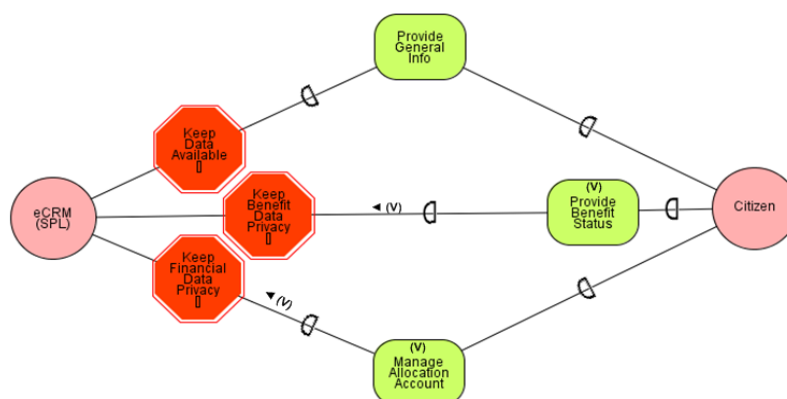 Provide
General
Info
Keep
Data
Available
▯
eCRM
(SPL)
Keep
Benefit
Data
Privacy
▯
◄ (V)
(V)
Provide
Benefit
Status
Citizen
Keep
Financial
Data
Privacy
▯
◄ (V)
(V)
Manage
Allocation
Account